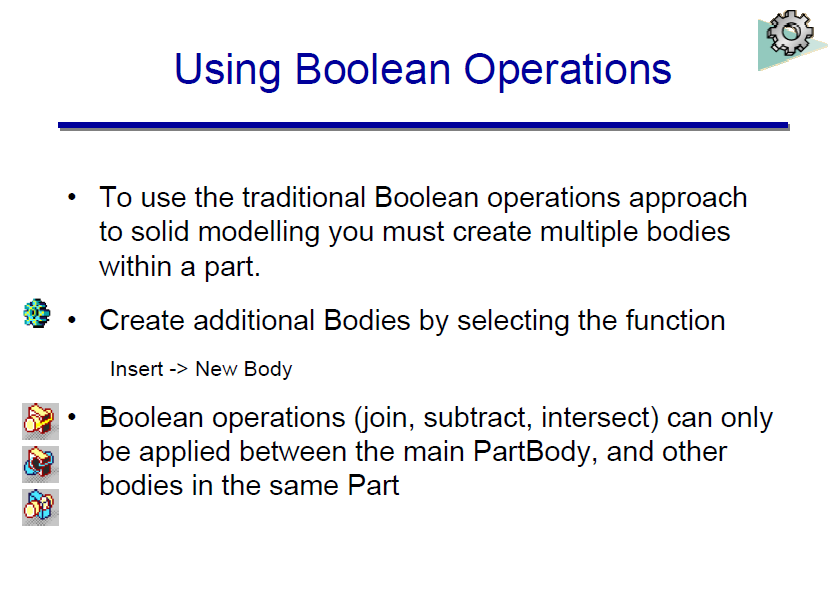 Using Boolean Operations
• To use the traditional Boolean operations approach
to solid modelling you must create multiple bodies
within a part.
• Create additional Bodies by selecting the function
Insert -> New Body
• Boolean operations (join, subtract, intersect) can only
be applied between the main PartBody, and other
bodies in the same Part